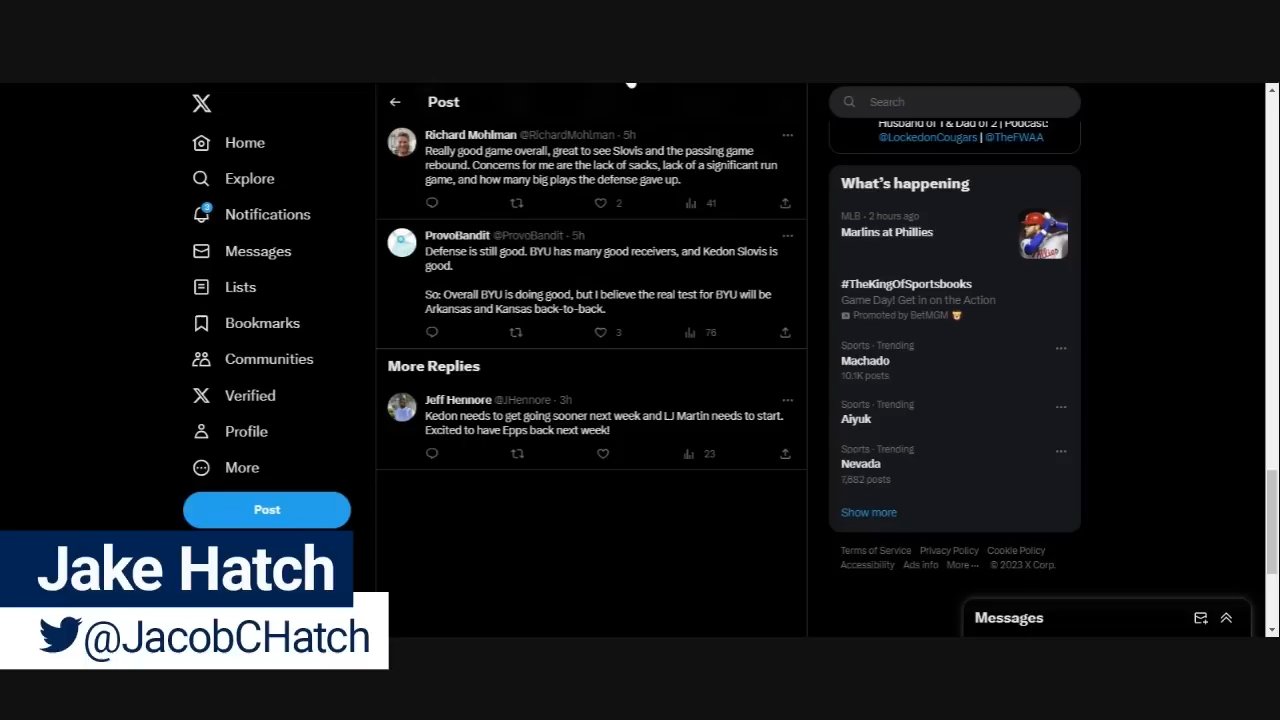 Home
Explore
3
Notifications
Messages
Lists
Bookmarks
Communities
Verified
Profile
More
Post
Post
Richard Mohlman @RichardMohlman · 5h
Really good game overall, great to see Slovis and the passing game
rebound. Concerns for me are the lack of sacks, lack of a significant run
game, and how many big plays the defense gave up.
2
41
ProvoBandit @ProvoBandit · 5h
Defense is still good. BYU has many good receivers, and Kedon Slovis is
good.
So: Overall BYU is doing good, but I believe the real test for BYU will be
Arkansas and Kansas back-to-back.
3
76
More Replies
Jeff Hennore @JHennore · 3h
Kedon needs to get going sooner next week and LJ Martin needs to start.
Excited to have Epps back next week!
23
Search
Husband of 1 & Dad of 2 | Podcast:
@LockedonCougars | @TheFWAA
What's happening
MLB · 2 hours ago
Marlins at Phillies
#TheKingOfSportsbooks
Game Day! Get in on the Action
Promoted by BetMGM
Sports · Trending
Machado
10.1K posts
Sports · Trending
Aiyuk
Sports · Trending
Nevada
7,682 posts
Show more
Terms of Service Privacy Policy Cookie Policy
Accessibility Ads info More ··· © 2023 X Corp.
Messages
Jake Hatch
@JacobCHatch